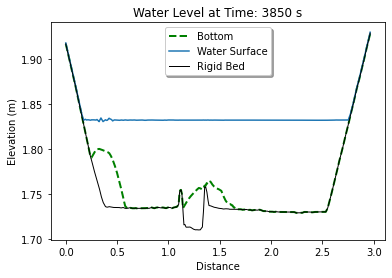 Water Level at Time: 3850 s
Bottom
Water Surface
Rigid Bed
Elevation (m)
1.90
1.85
1.80
1.75
1.70
0.0 0.5 1.0 1.5 2.0 2.5 3.0
Distance